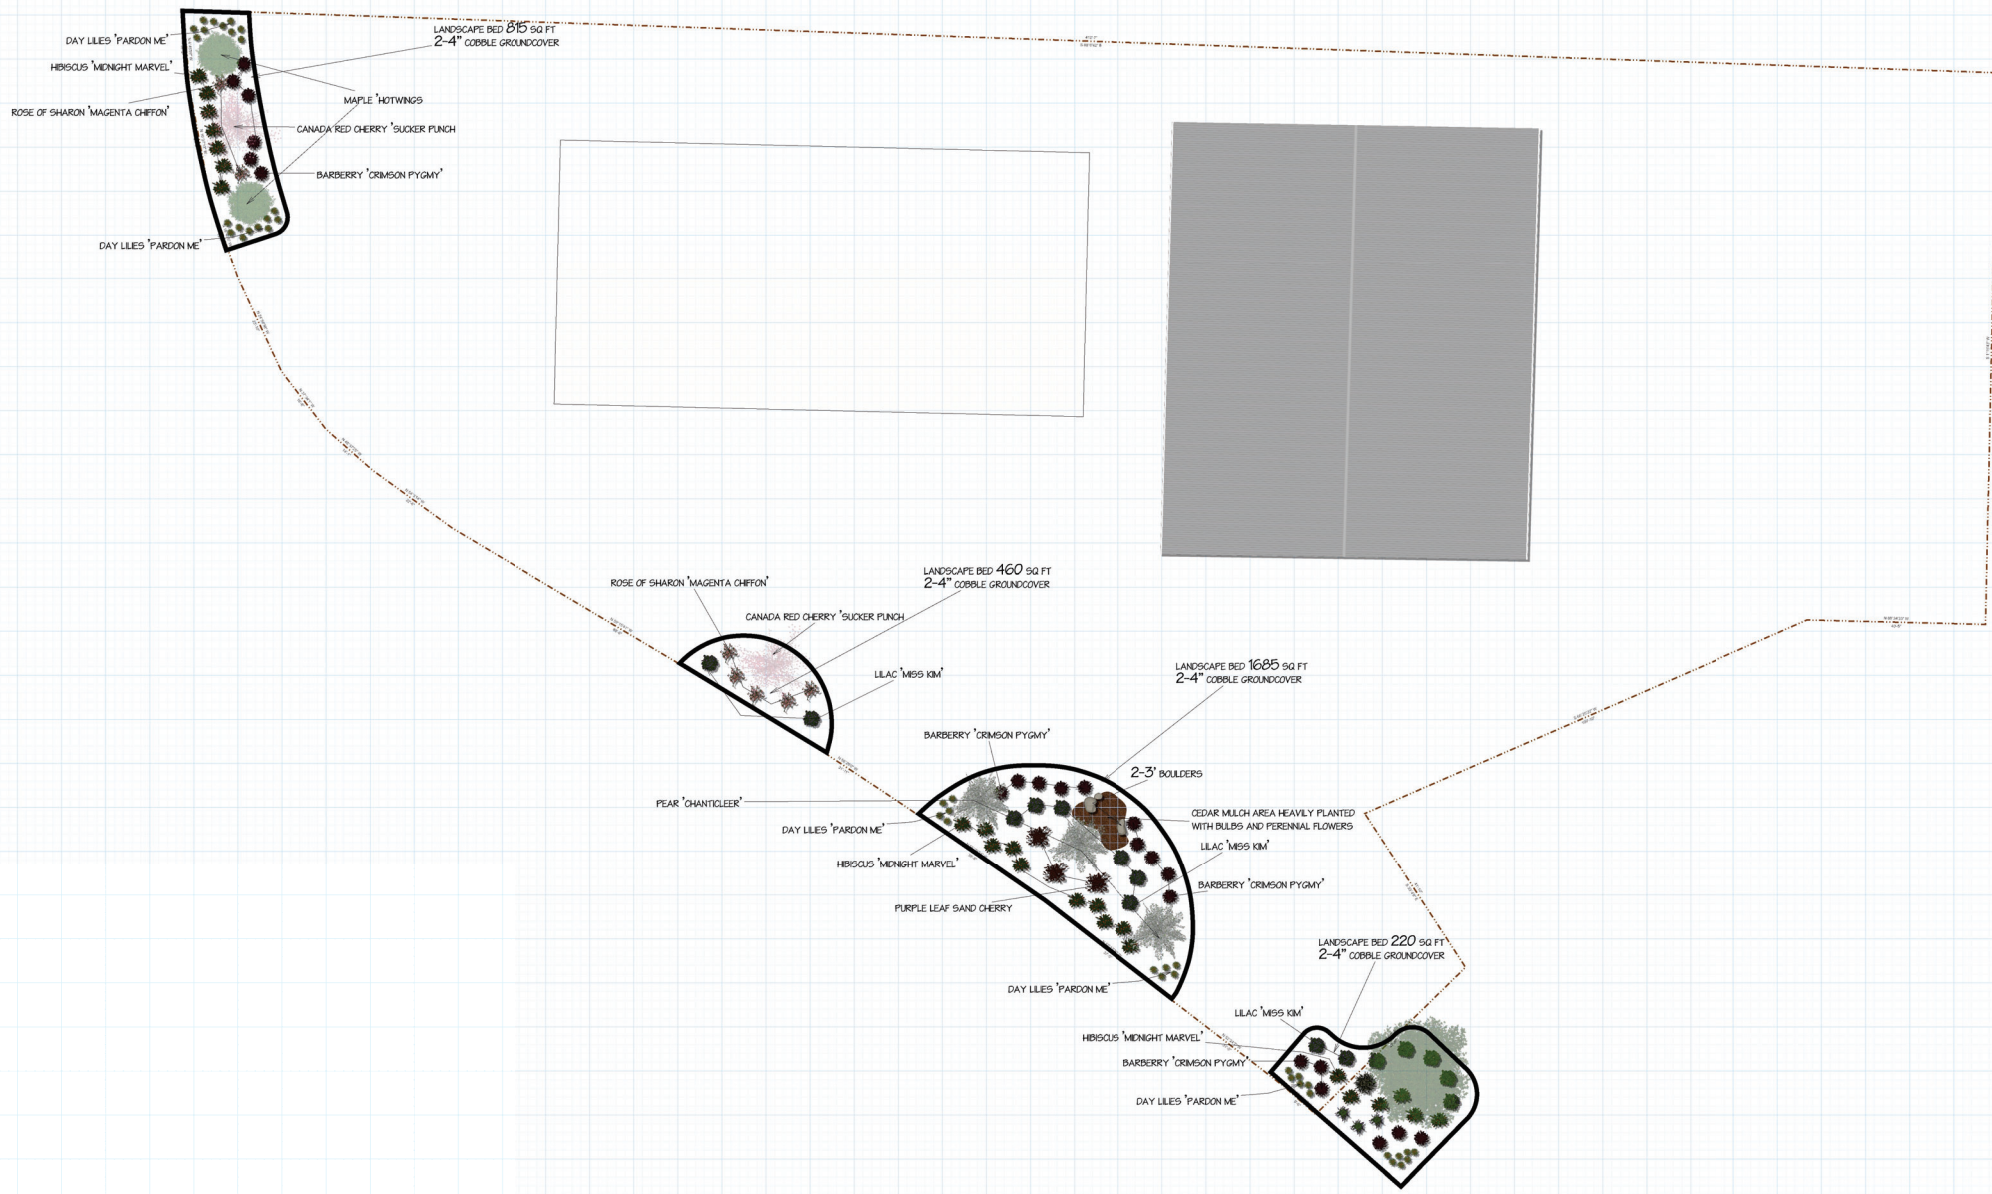 LANDSCAPE BED 815 SQ FT
2-4" COBBLE GROUNDCOVER
DAY LILIES 'PARDON ME'
HIBISCUS 'MIDNIGHT MARVEL'
MAPLE 'HOTWINGS
ROSE OF SHARON 'MAGENTA CHIFFON'
CANADA RED CHERRY 'SUCKER PUNCH
BARBERRY 'CRIMSON PYGMY'
DAY LILIES 'PARDON ME'
LANDSCAPE BED 460 SQ FT
2-4" COBBLE GROUNDCOVER
ROSE OF SHARON 'MAGENTA CHIFFON'
CANADA RED CHERRY 'SUCKER PUNCH
LILAC 'MISS KIM'
LANDSCAPE BED 1685 SQ FT
2-4" COBBLE GROUNDCOVER
BARBERRY 'CRIMSON PYGMY'
2-3' BOULDERS
PEAR 'CHANTICLEER'
CEDAR MULCH AREA HEAVILY PLANTED
WITH BULBS AND PERENNIAL FLOWERS
DAY LILIES 'PARDON ME'
LILAC 'MISS KIM'
HIBISCUS 'MIDNIGHT MARVEL'
BARBERRY 'CRIMSON PYGMY'
PURPLE LEAF SAND CHERRY
DAY LILIES 'PARDON ME'
LANDSCAPE BED 220 SQ FT
2-4" COBBLE GROUNDCOVER
LILAC 'MISS KIM'
HIBISCUS 'MIDNIGHT MARVEL'
BARBERRY 'CRIMSON PYGMY'
DAY LILIES 'PARDON ME'